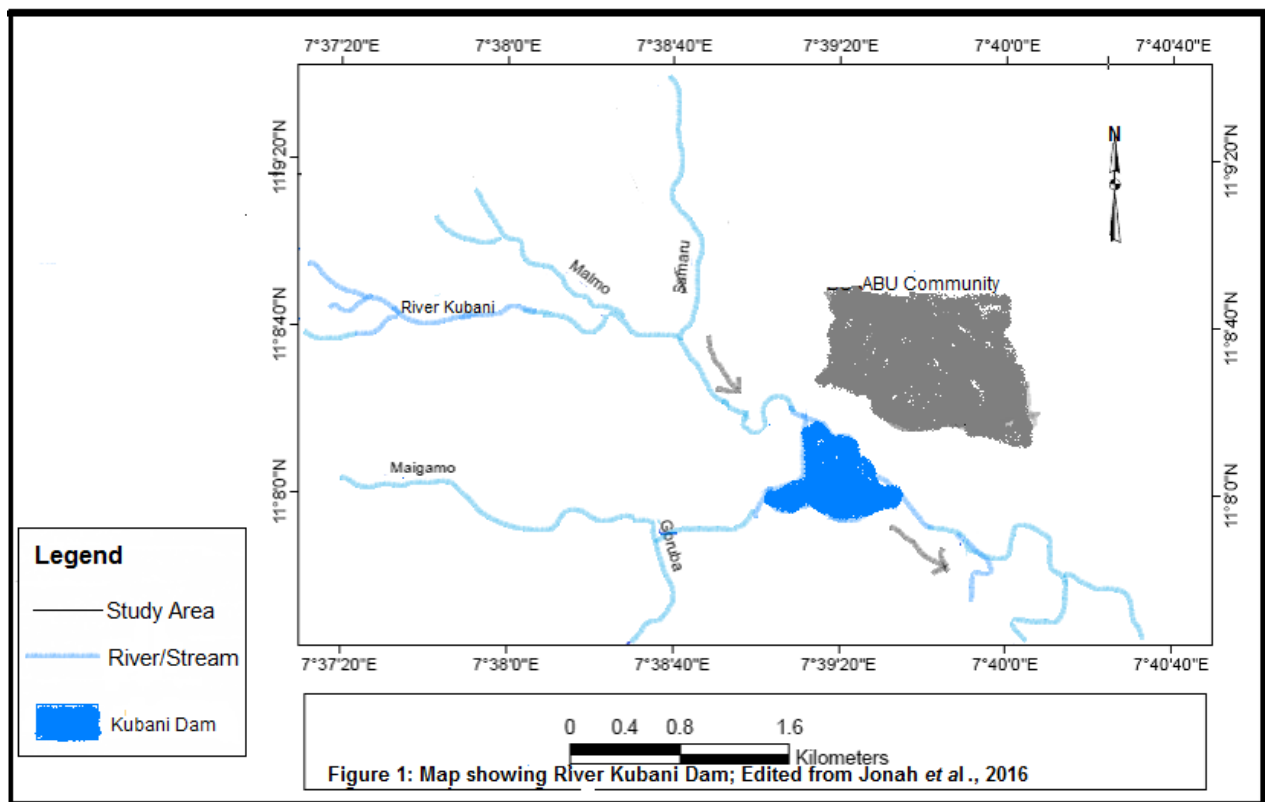 7°37'20"E 7°38'0"E 7°38'40"E 7°39'20"E 7°40'0"E 7°40'40"E
N
11°9'20"N
11°9'20"N
Samaru
Malmo
ABU Community
River Kubani
11°8'40"N
11°8'40"N
Maigamo
11°8'0"N
11°8'0"N
Goruba
Legend
Study Area
River/Stream
Kubani Dam
7°37'20"E 7°38'0"E 7°38'40"E 7°39'20"E 7°40'0"E 7°40'40"E
0 0.4 0.8 1.6
Kilometers
Figure 1: Map showing River Kubani Dam; Edited from Jonah et al., 2016